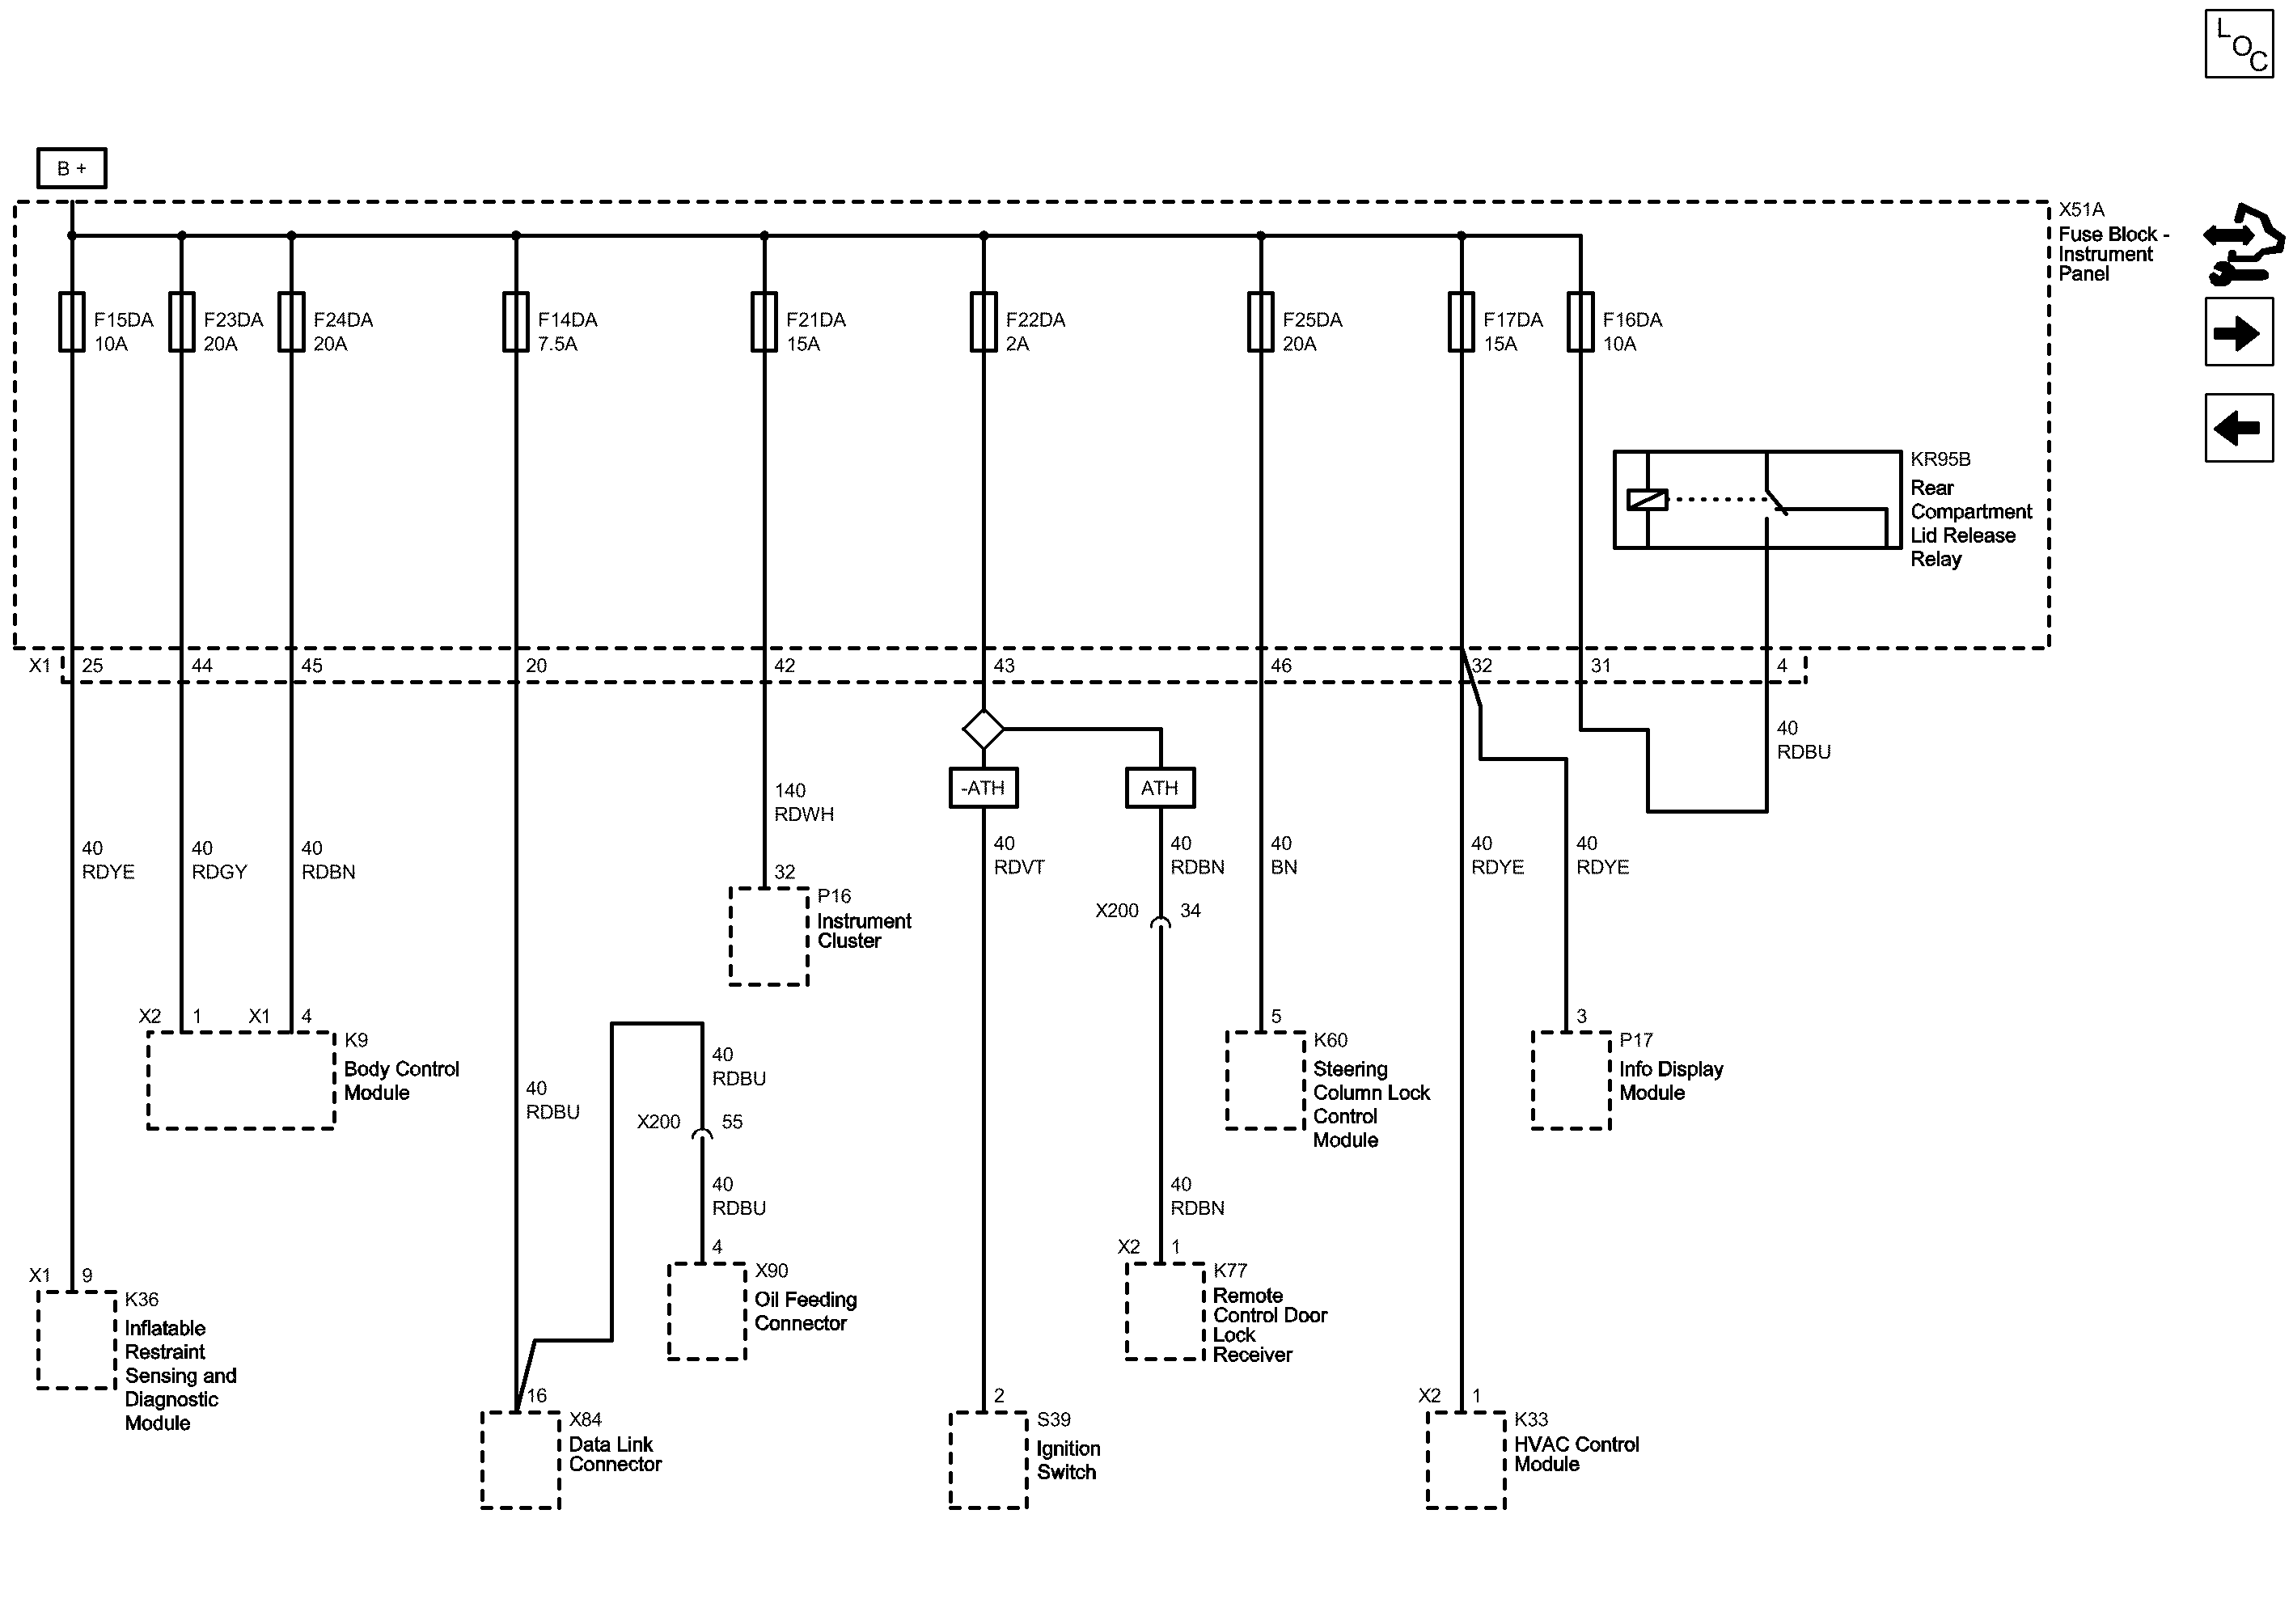 LOC
B +
X51A
Fuse Block -
Instrument
Panel
F15DA
10A
F23DA
20A
F24DA
20A
F14DA
7.5A
F21DA
15A
F22DA
2A
F25DA
20A
F17DA
15A
F16DA
10A
KR95B
Rear
Compartment
Lid Release
Relay
X1
25
44
45
20
42
43
46
32
31
4
40
RDBU
-ATH
ATH
140
RDWH
40
RDYE
40
RDGY
40
RDBN
40
RDVT
40
RDBN
40
BN
40
RDYE
40
RDYE
32
P16
Instrument
Cluster
X200
34
X2
1
X1
4
K9
Body Control
Module
40
RDBU
40
RDBU
X200
55
5
K60
Steering
Column Lock
Control
Module
3
P17
Info Display
Module
40
RDBU
40
RDBN
4
X90
Oil Feeding
Connector
X2
1
K77
Remote
Control Door
Lock
Receiver
X1
9
K36
Inflatable
Restraint
Sensing and
Diagnostic
Module
16
X84
Data Link
Connector
2
S39
Ignition
Switch
X2
1
K33
HVAC Control
Module